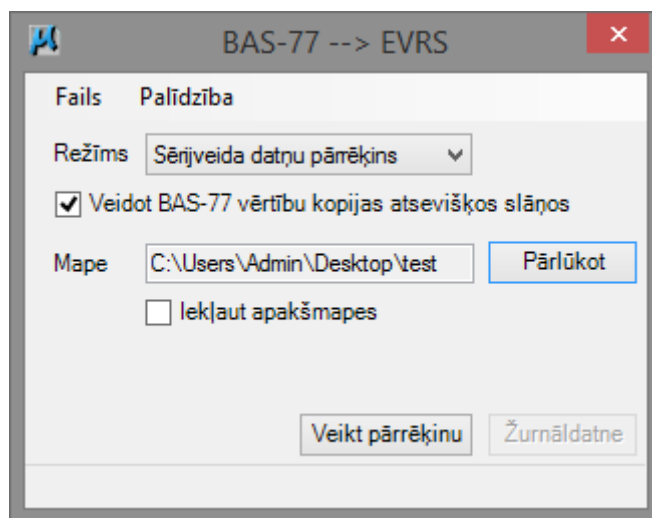 BAS-77 --> EVRS
Fails Palīdzība
Režīms Sērijveida datņu pārrēķins
Veidot BAS-77 vērtību kopijas atsevišķos slāņos
Mape C:\Users\Admin\Desktop\test Pārlūkot
Iekļaut apakšmapes
Veikt pārrēķinu Žurnāldatne